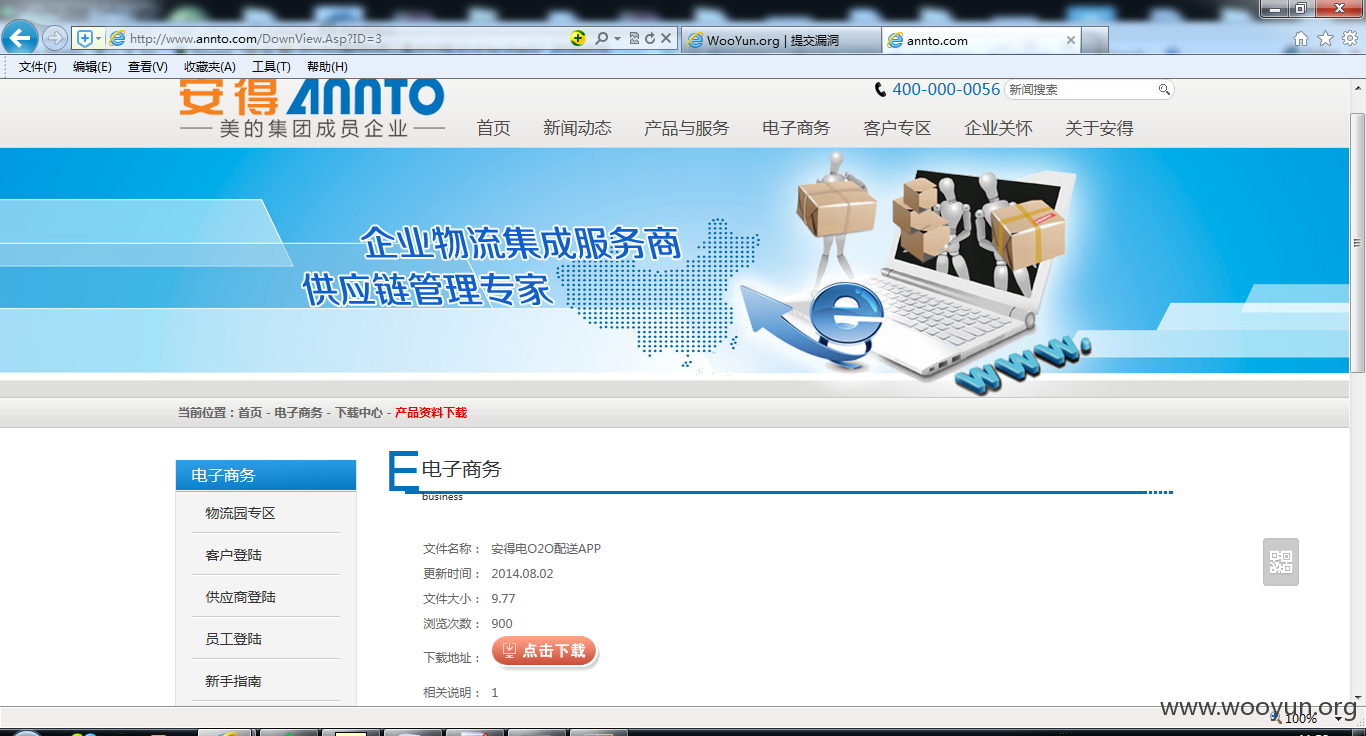 http://www.annto.com/DownView.Asp?ID=3
WooYun.org | 提交漏洞
annto.com
文件(F) 编辑(E) 查看(V) 收藏夹(A) 工具(T) 帮助(H)
安得 ANNTO
美的集团成员企业
400-000-0056
新闻搜索
首页 新闻动态 产品与服务 电子商务 客户专区 企业关怀 关于安得
企业物流集成服务商
供应链管理专家
www.
当前位置：首页 - 电子商务 - 下载中心 - 产品资料下载
电子商务
物流园专区
客户登陆
供应商登陆
员工登陆
新手指南
E 电子商务
business
文件名称： 安得电O2O配送APP
更新时间： 2014.08.02
文件大小： 9.77
浏览次数： 900
下载地址： 点击下载
相关说明： 1
www.wooyun.org
100%